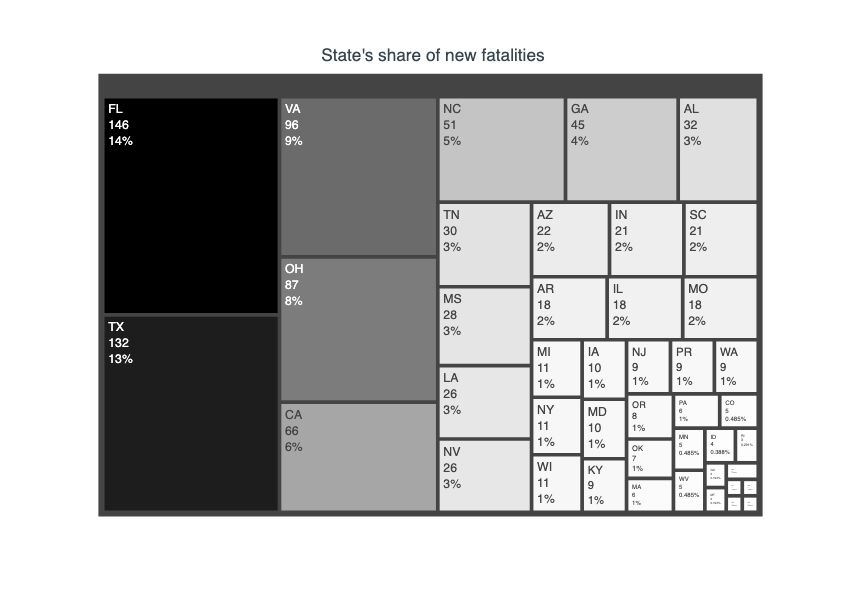 State's share of new fatalities
FL
146
14%
TX
132
13%
VA
96
9%
OH
87
8%
CA
66
6%
NC
51
5%
GA
45
4%
AL
32
3%
TN
30
3%
MS
28
3%
LA
26
3%
NV
26
3%
AZ
22
2%
IN
21
2%
SC
21
2%
AR
18
2%
IL
18
2%
MO
18
2%
MI
11
1%
NY
11
1%
WI
11
1%
IA
10
1%
MD
10
1%
KY
9
1%
NJ
9
1%
PR
9
1%
WA
9
1%
OR
8
1%
OK
7
1%
MA
6
1%
PA
6
1%
CO
5
0.485%
MN
5
0.485%
WV
5
0.485%
ID
4
0.388%